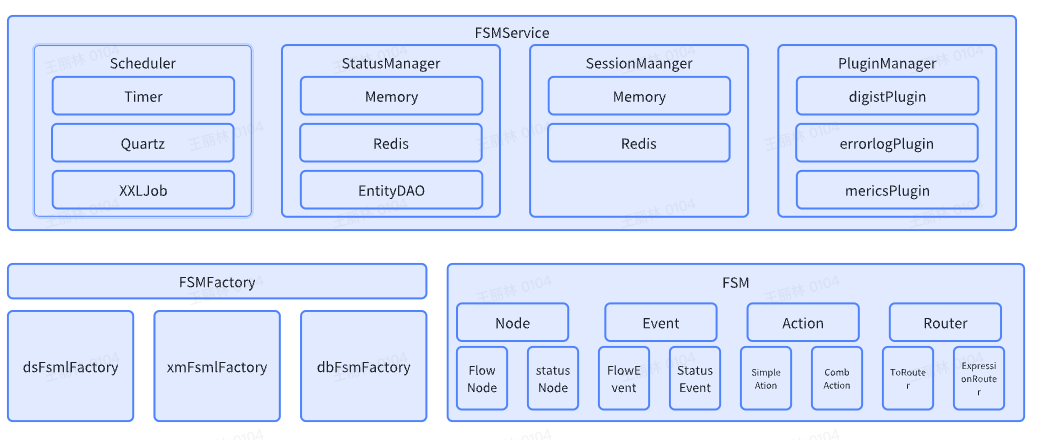 FSMService
Scheduler
Timer
Quartz
XXLJob
StatusManager
Memory
Redis
EntityDAO
SessionMaanger
Memory
Redis
PluginManager
digistPlugin
errorlogPlugin
mericsPlugin
FSMFactory
dsFsmlFactory
xmFsmlFactory
dbFsmFactory
FSM
Node
Flow
Node
status
Node
Event
FlowE
vent
Status
Event
Action
Simple
Ation
Comb
Action
Router
ToRoute
r
Expressi
onRoute
r
王丽林 0104